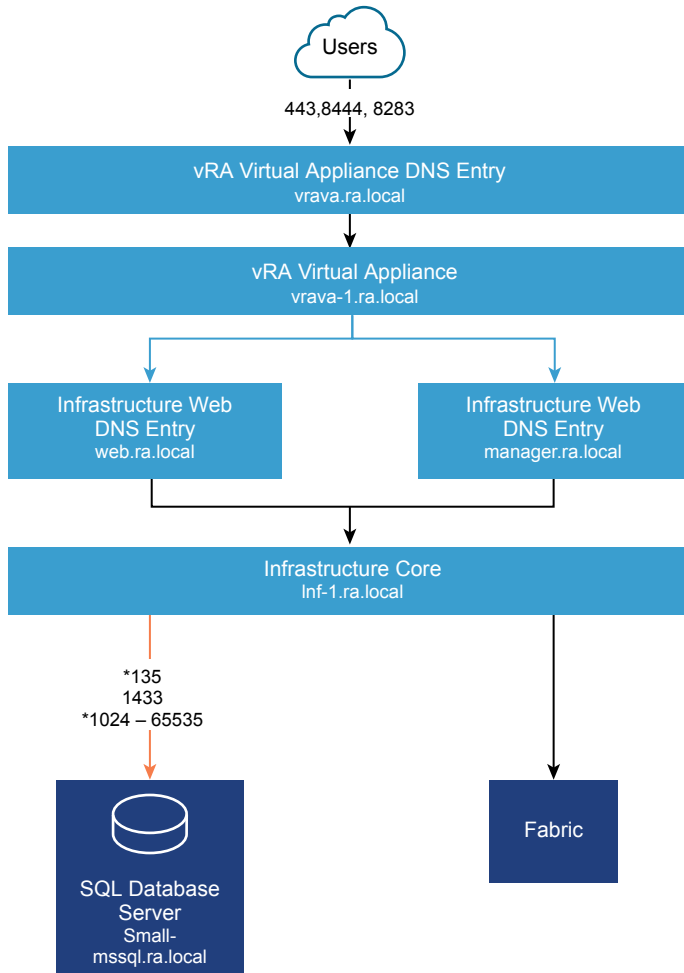 Users
443,8444, 8283
vRA Virtual Appliance DNS Entry
vrava.ra.local
vRA Virtual Appliance
vrava-1.ra.local
Infrastructure Web
DNS Entry
web.ra.local
Infrastructure Web
DNS Entry
manager.ra.local
Infrastructure Core
Inf-1.ra.local
*135
1433
*1024 – 65535
SQL Database
Server
Small-
mssql.ra.local
Fabric